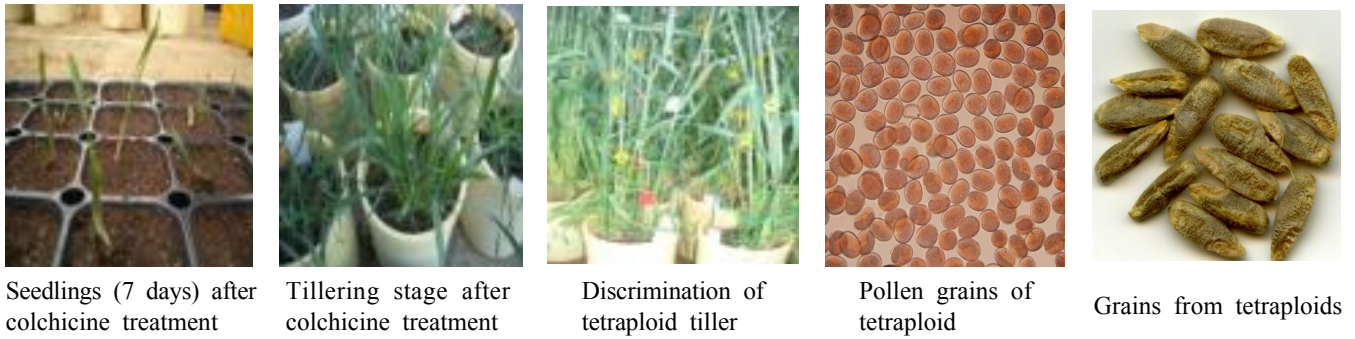 Seedlings (7 days) after
colchicine treatment
Tillering stage after
colchicine treatment
Discrimination of
tetraploid tiller
Pollen grains of
tetraploid
Grains from tetraploids